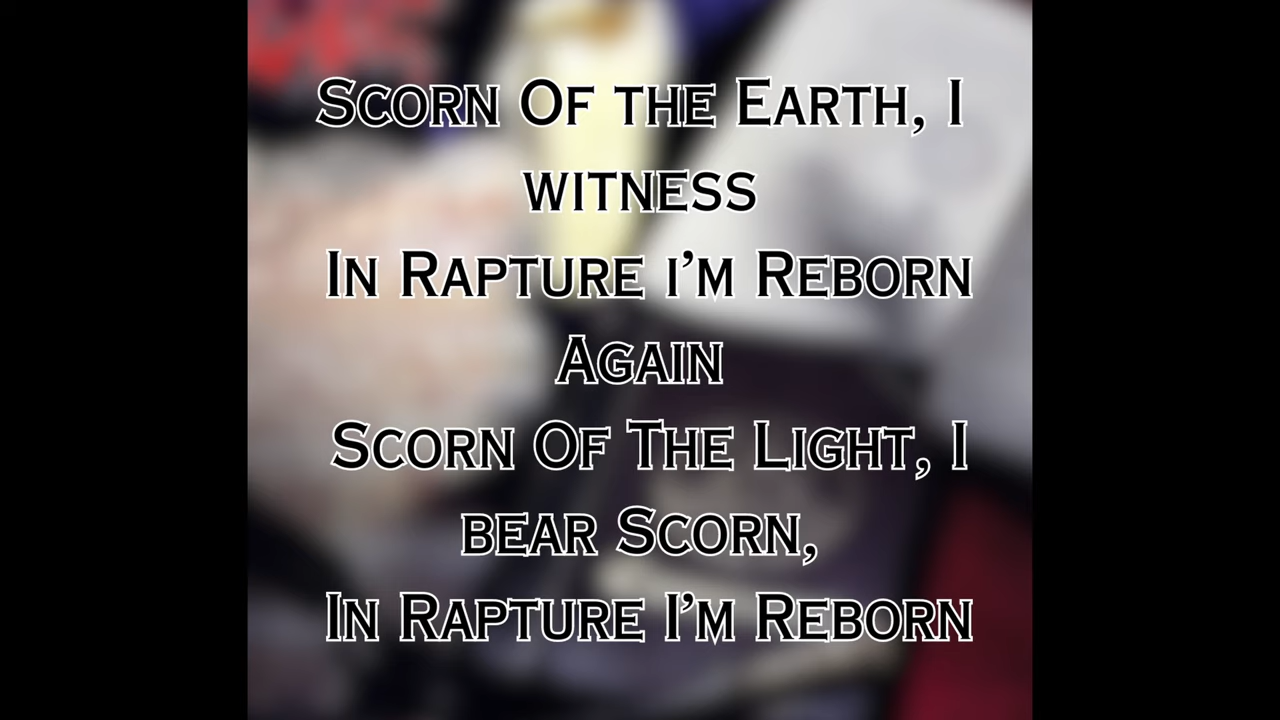 Scorn Of the Earth, I
witness
In Rapture i’m Reborn
Again
Scorn Of The Light, I
bear Scorn,
In Rapture I’m Reborn